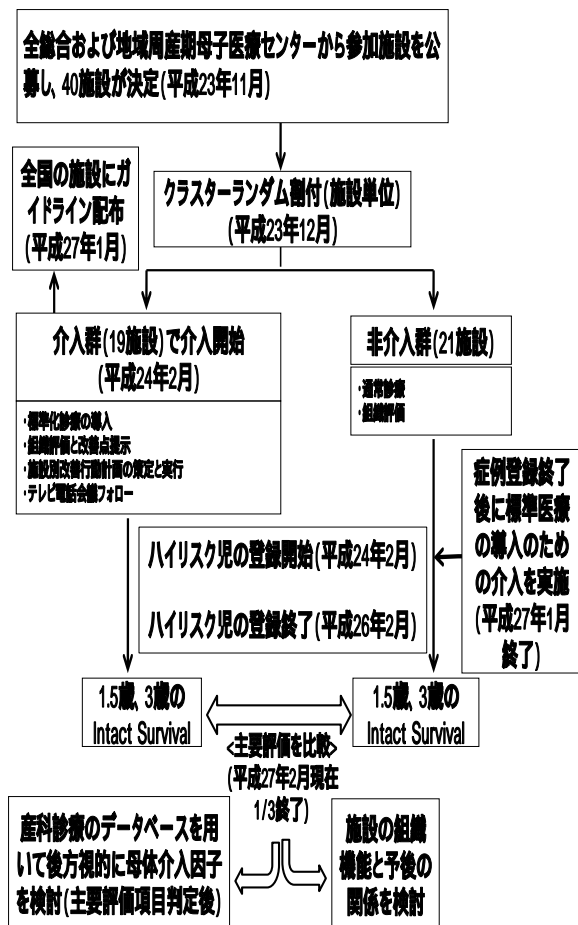 全総合および地域周産期母子医療センターから参加施設を公
募し、40施設が決定(平成23年11月)
全国の施設にガ
イドライン配布
(平成27年1月)
クラスターランダム割付(施設単位)
(平成23年12月)
介入群(19施設)で介入開始
(平成24年2月)
・標準化診療の導入
・組織評価と改善点提示
・施設別改善行動計画の策定と実行
・テレビ電話会議フォロー
非介入群(21施設)
・通常診療
・組織評価
症例登録終了
後に標準医療
の導入のため
の介入を実施
(平成27年1月
終了)
ハイリスク児の登録開始(平成24年2月)
ハイリスク児の登録終了(平成26年2月)
1.5歳、3歳の
Intact Survival
1.5歳、3歳の
Intact Survival
<主要評価を比較>
(平成27年2月現在
1/3終了)
産科診療のデータベースを用
いて後方視的に母体介入因子
を検討(主要評価項目判定後)
施設の組織
機能と予後の
関係を検討